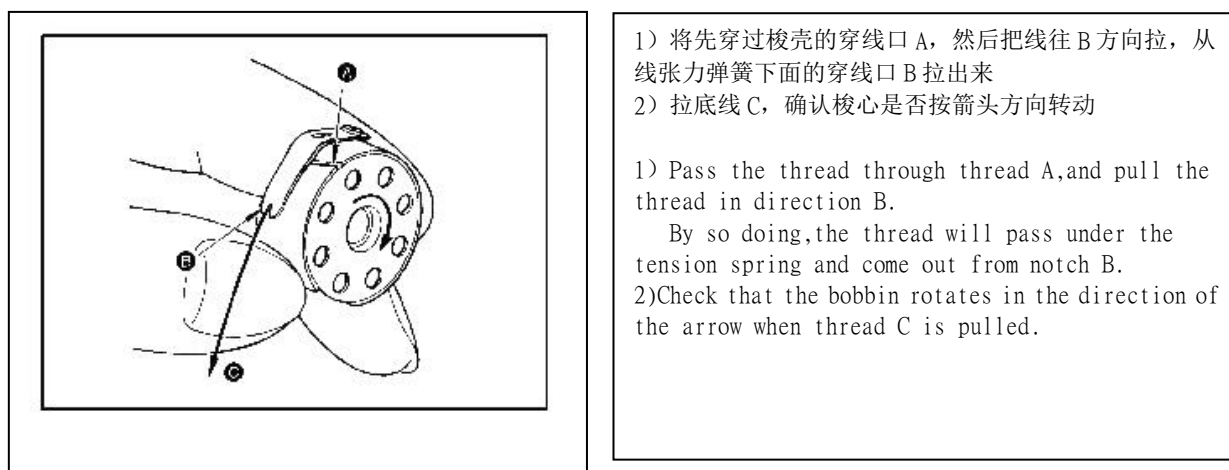 A
B
C
1）将先穿过梭壳的穿线口 A，然后把线往 B 方向拉，从
线张力弹簧下面的穿线口 B 拉出来
2）拉底线 C，确认梭心是否按箭头方向转动
1) Pass the thread through thread A,and pull the
thread in direction B.
By so doing,the thread will pass under the
tension spring and come out from notch B.
2)Check that the bobbin rotates in the direction of
the arrow when thread C is pulled.